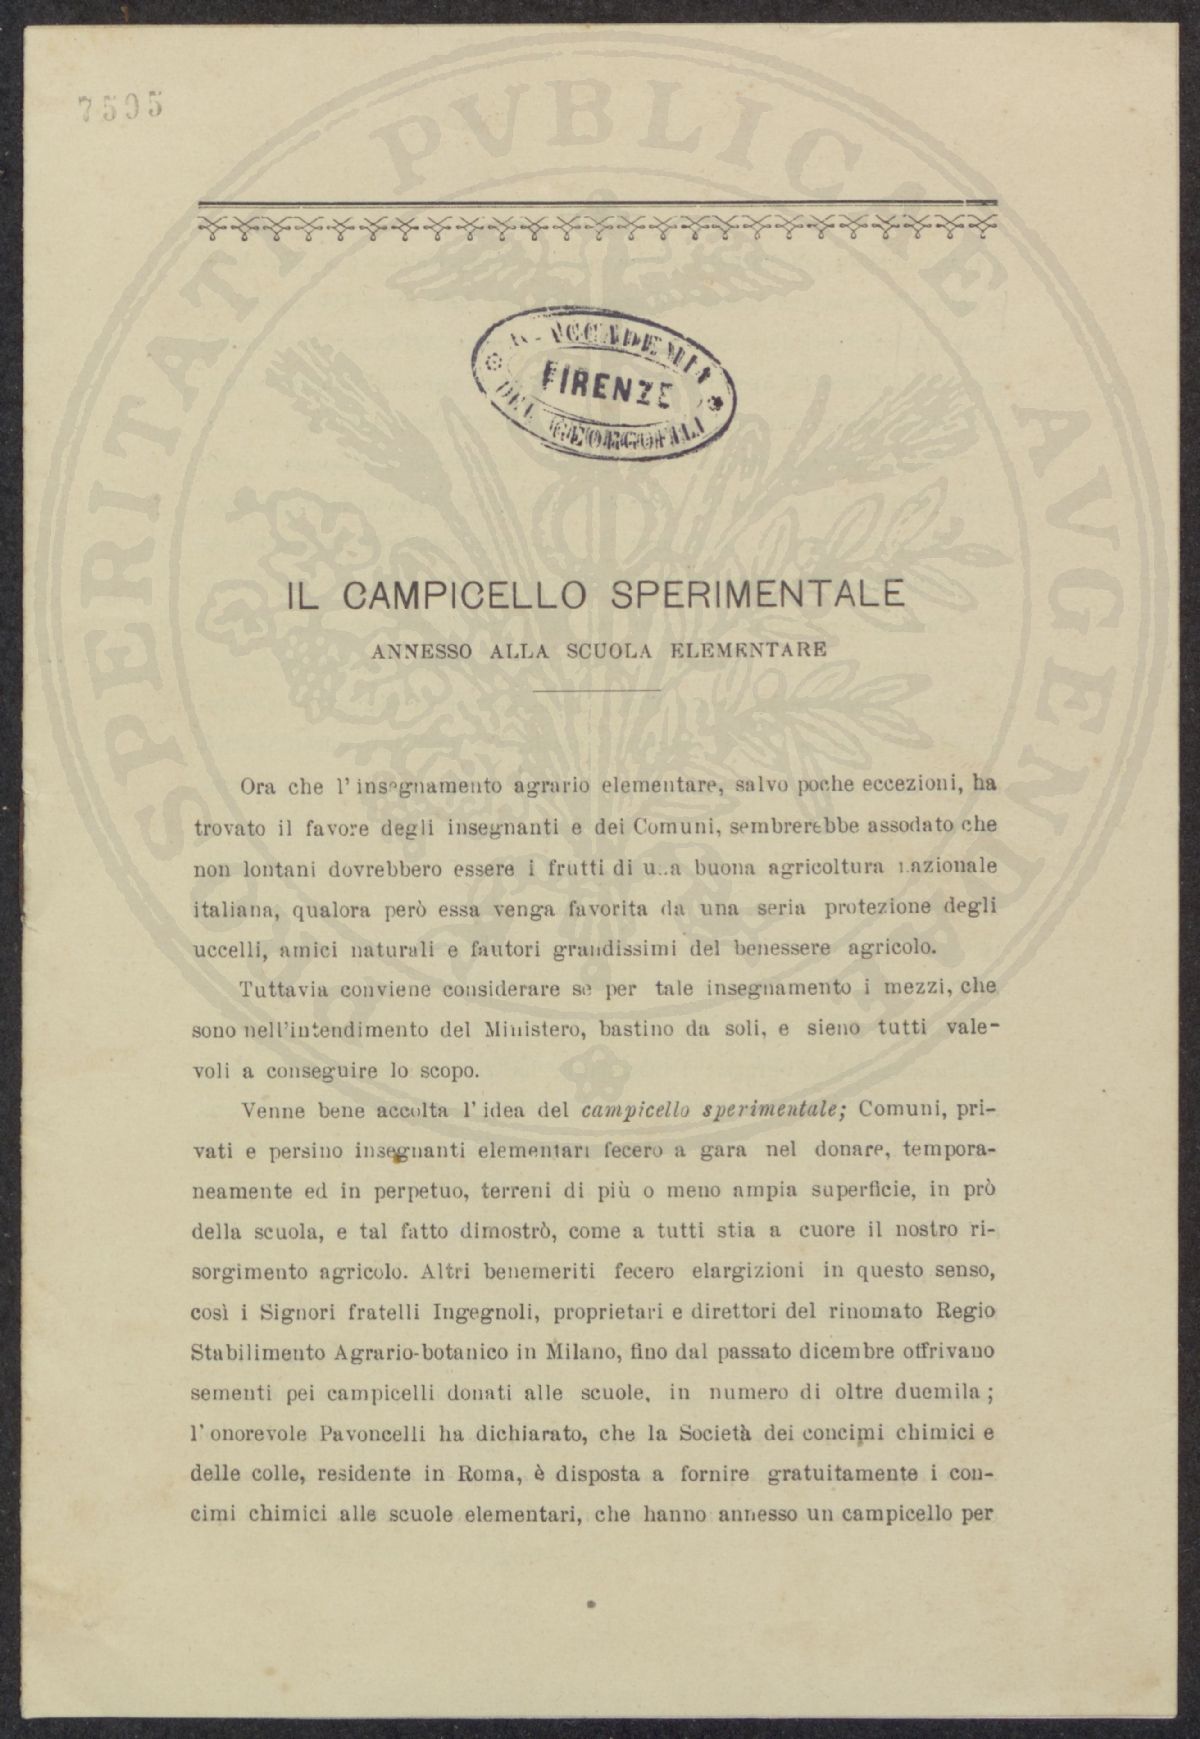 7595
PROSPERITATI PVBLICAE AVGENDAE
R. ACCADEMIA
FIRENZE
DEI GEORGOFILI
IL CAMPICELLO SPERIMENTALE
ANNESSO ALLA SCUOLA ELEMENTARE
Ora che l'insegnamento agrario elementare, salvo poche eccezioni, ha
trovato il favore degli insegnanti e dei Comuni, sembrerebbe assodato che
non lontani dovrebbero essere i frutti di una buona agricoltura nazionale
italiana, qualora però essa venga favorita da una seria protezione degli
uccelli, amici naturali e fautori grandissimi del benessere agricolo.
Tuttavia conviene considerare se per tale insegnamento i mezzi, che
sono nell'intendimento del Ministero, bastino da soli, e sieno tutti vale-
voli a conseguire lo scopo.
Venne bene accolta l'idea del campicello sperimentale; Comuni, pri-
vati e persino insegnanti elementari fecero a gara nel donare, tempora-
neamente ed in perpetuo, terreni di più o meno ampia superficie, in prò
della scuola, e tal fatto dimostrò, come a tutti stia a cuore il nostro ri-
sorgimento agricolo. Altri benemeriti fecero elargizioni in questo senso,
così i Signori fratelli Ingegnoli, proprietari e direttori del rinomato Regio
Stabilimento Agrario-botanico in Milano, fino dal passato dicembre offrivano
sementi pei campicelli donati alle scuole, in numero di oltre duemila;
l'onorevole Pavoncelli ha dichiarato, che la Società dei concimi chimici e
delle colle, residente in Roma, è disposta a fornire gratuitamente i con-
cimi chimici alle scuole elementari, che hanno annesso un campicello per